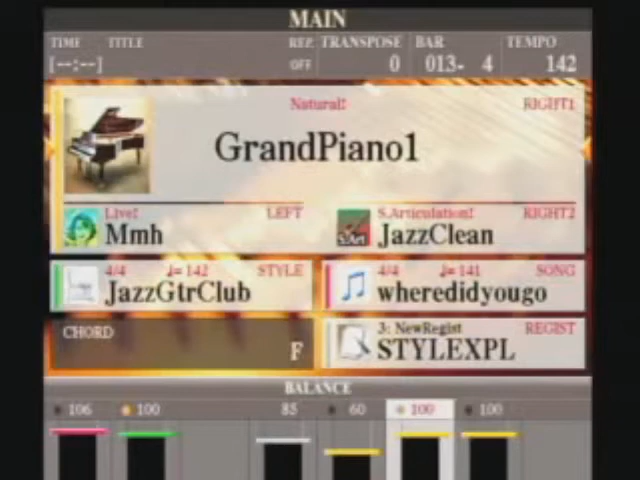 MAIN
TIME TITLE REP. TRANSPOSE BAR TEMPO
[--:--] OFF 0 013- 4 142
Natural! RIGHT1
GrandPiano1
Live! LEFT S.Articulation! RIGHT2
Mmh S.Art JazzClean
4/4 ♩=142 STYLE 4/4 ♩=141 SONG
JazzGtrClub wheredidyougo
CHORD 3: NewRegist REGIST
F STYLEXPL
BALANCE
106 100 85 60 100 100